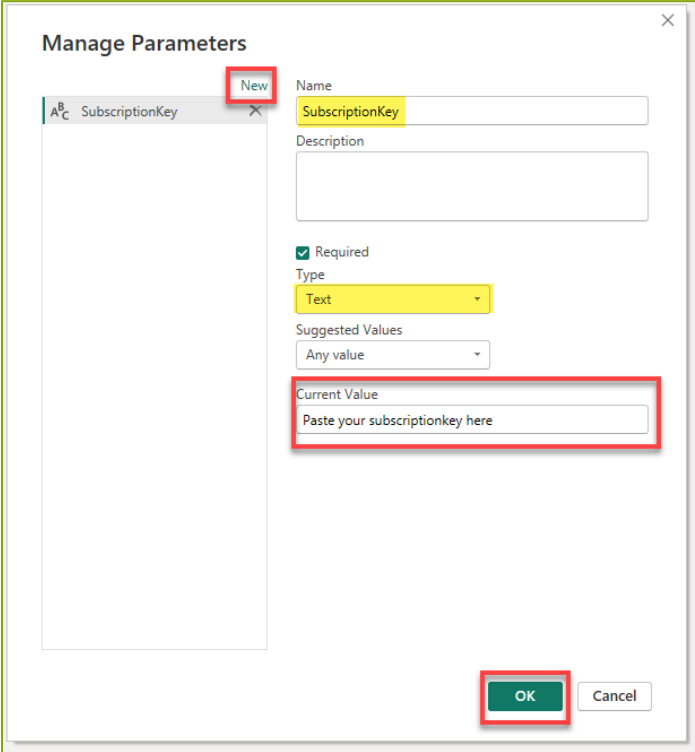 Manage Parameters
New
ABC SubscriptionKey
Name
SubscriptionKey
Description
Required
Type
Text
Suggested Values
Any value
Current Value
Paste your subscriptionkey here
OK
Cancel